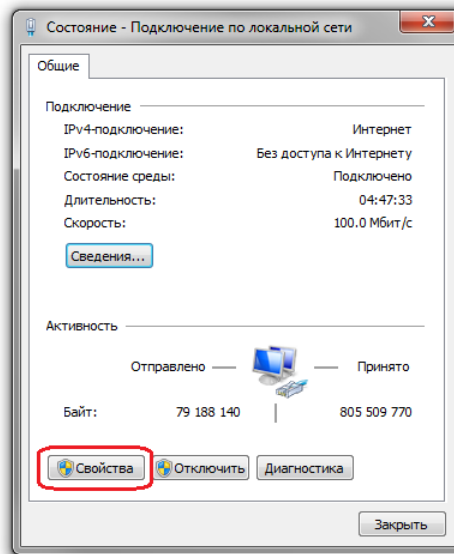 Состояние - Подключение по локальной сети
Общие
Подключение
IPv4-подключение: Интернет
IPv6-подключение: Без доступа к Интернету
Состояние среды: Подключено
Длительность: 04:47:33
Скорость: 100.0 Мбит/с
Сведения...
Активность
Отправлено — Принято
Байт: 79 188 140 805 509 770
Свойства Отключить Диагностика
Закрыть